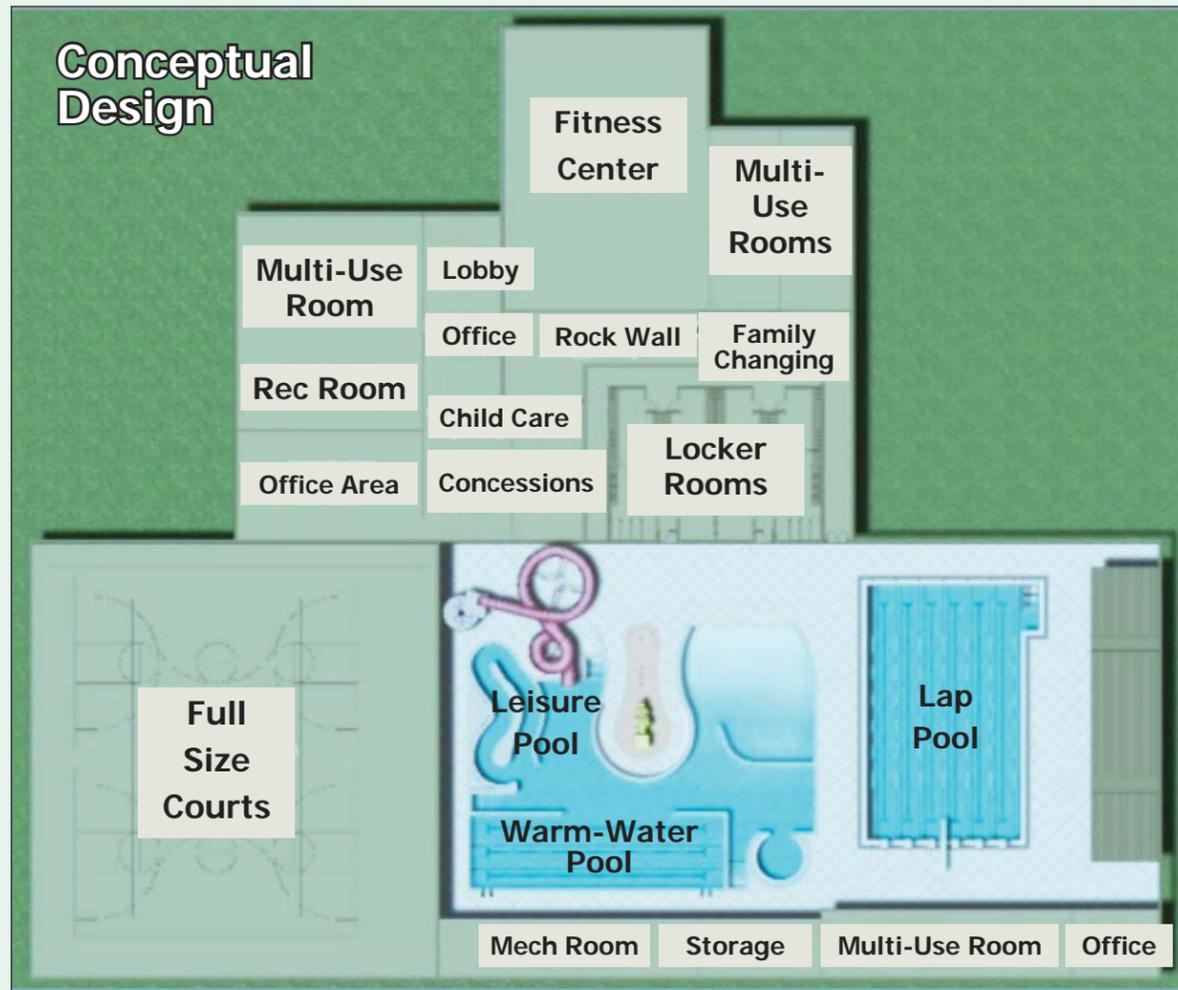 Conceptual
Design
Fitness
Center
Multi-
Use
Rooms
Multi-Use
Room
Lobby
Office
Rock Wall
Family
Changing
Rec Room
Child Care
Locker
Rooms
Office Area
Concessions
Full
Size
Courts
Leisure
Pool
Lap
Pool
Warm-Water
Pool
Mech Room
Storage
Multi-Use Room
Office